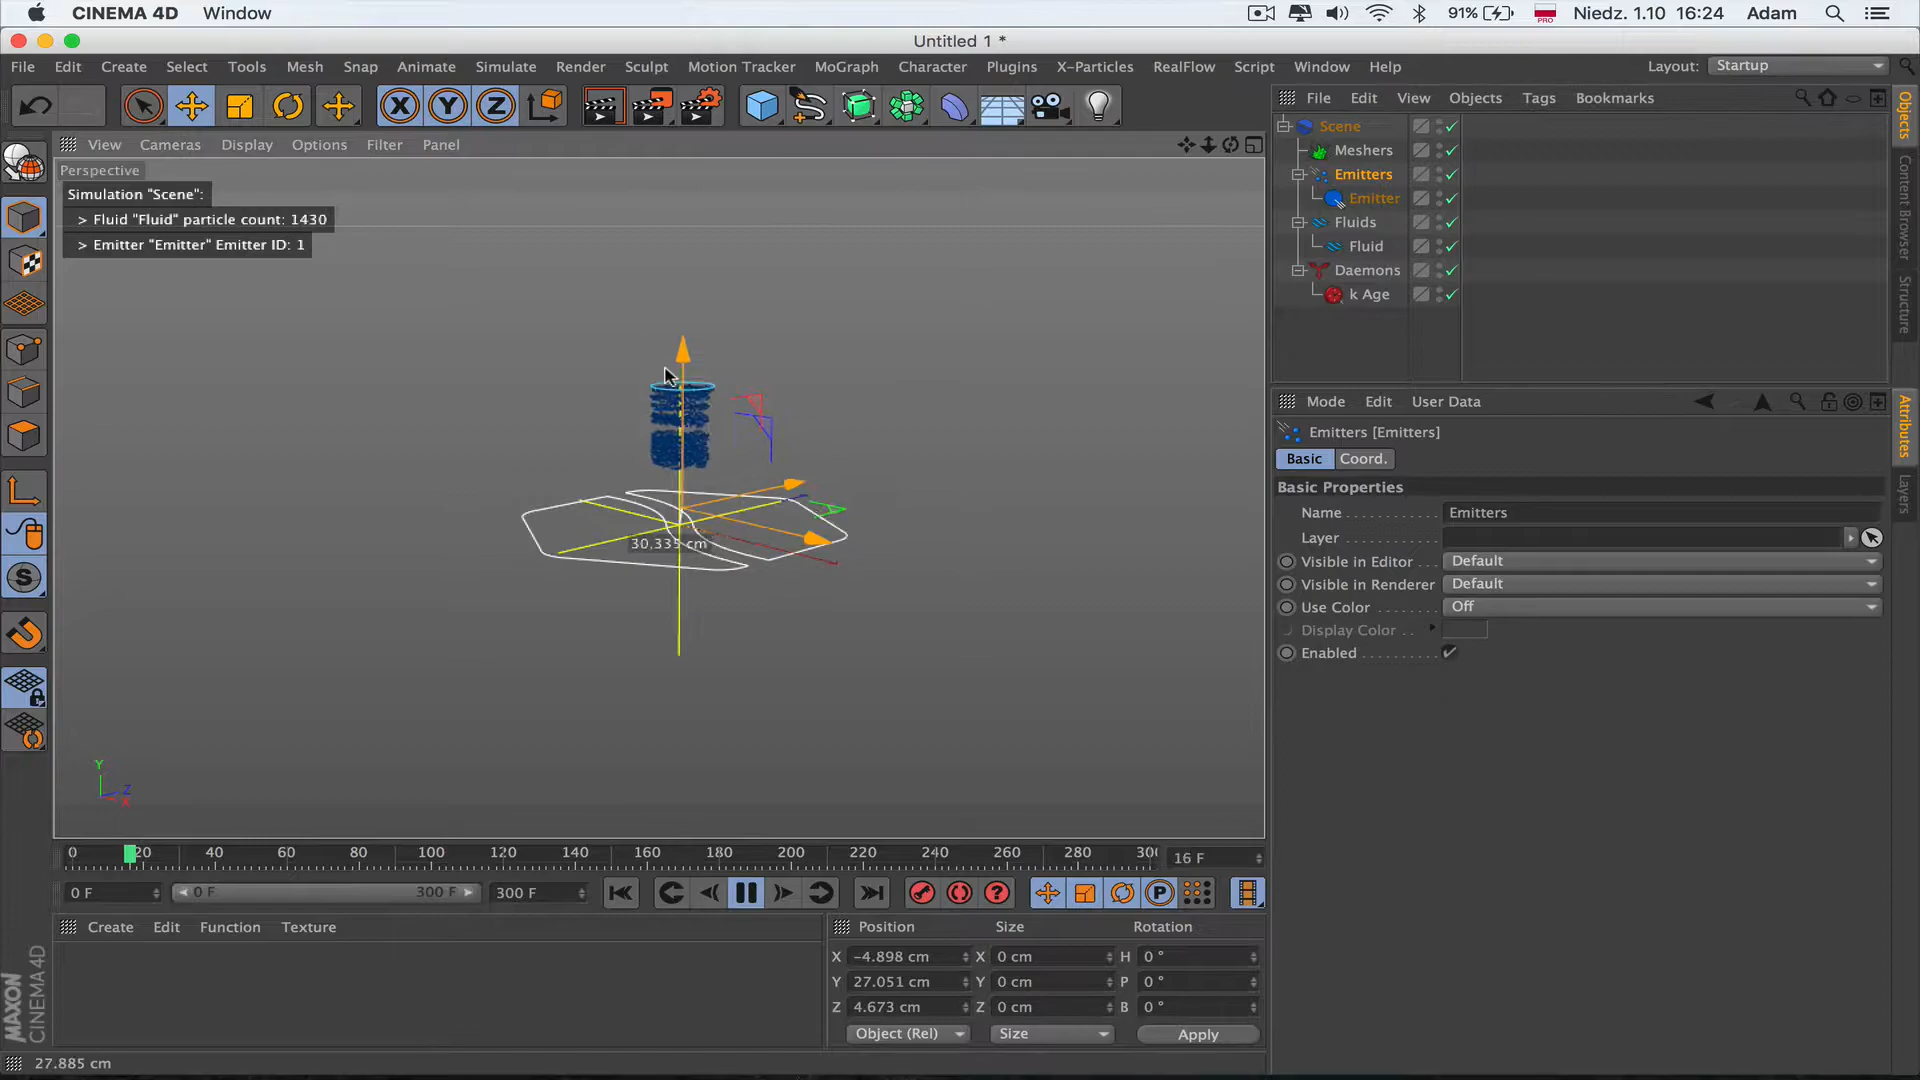 CINEMA 4D Window 91% PRO Niedz. 1.10 16:24 Adam
Untitled 1 *
File Edit Create Select Tools Mesh Snap Animate Simulate Render Sculpt Motion Tracker MoGraph Character Plugins X-Particles RealFlow Script Window Help Layout: Startup
X Y Z
File Edit View Objects Tags Bookmarks
View Cameras Display Options Filter Panel
Perspective
Simulation "Scene":
> Fluid "Fluid" particle count: 1430
> Emitter "Emitter" Emitter ID: 1
Scene
Meshers
Emitters
Emitter
Fluids
Fluid
Daemons
k Age
Objects
Content Browser
Structure
Mode Edit User Data
Emitters [Emitters]
Basic Coord.
Basic Properties
Name Emitters
Layer
Visible in Editor . . . Default
Visible in Renderer Default
Use Color . . . . . . . . Off
Display Color . .
Enabled . . . . . . . . . .
Attributes
Layers
30,335 cm
Y
Z
X
S
0 20 40 60 80 100 120 140 160 180 200 220 240 260 280 300 16 F
0 F 0 F 300 F 300 F ? P
Create Edit Function Texture
Position Size Rotation
X -4.898 cm X 0 cm H 0 °
Y 27.051 cm Y 0 cm P 0 °
Z 4.673 cm Z 0 cm B 0 °
Object (Rel) Size Apply
MAXON
CINEMA 4D
27.885 cm